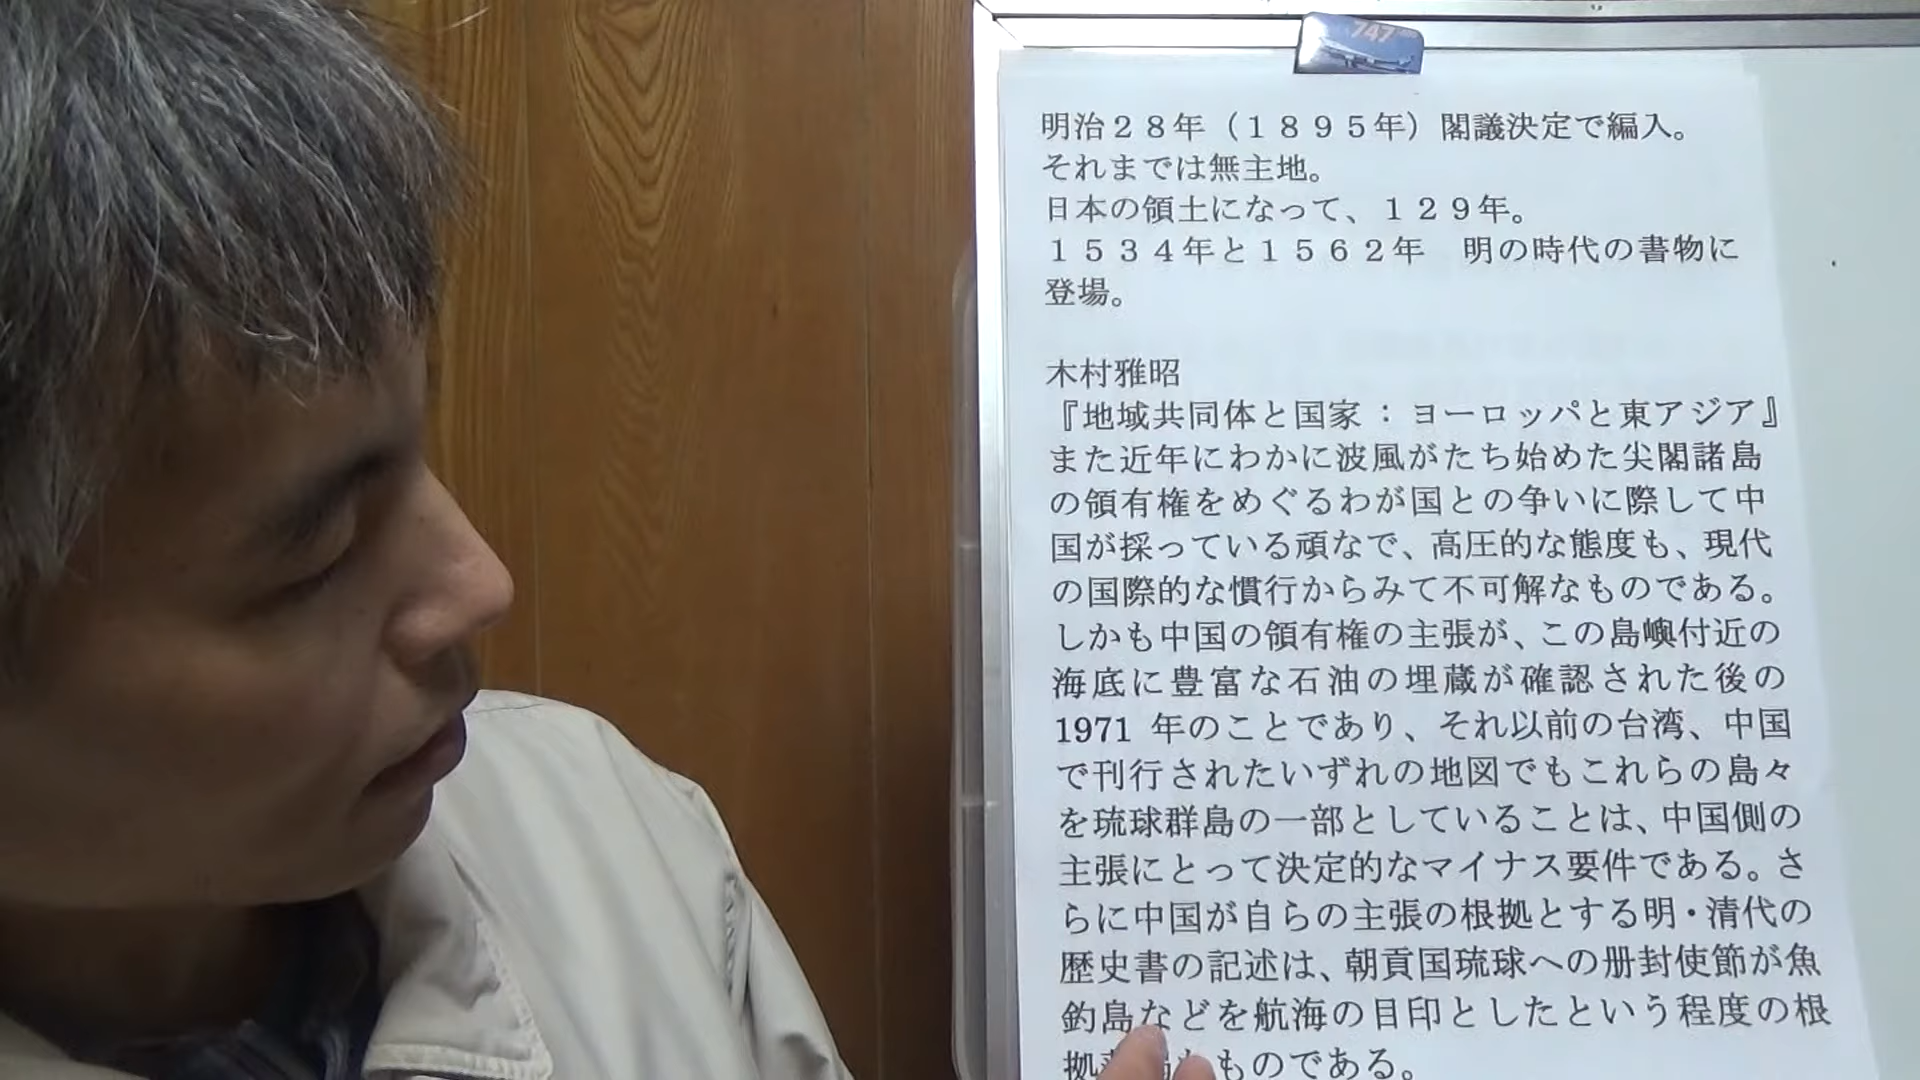 747
明治２８年（１８９５年）閣議決定で編入。
それまでは無主地。
日本の領土になって、１２９年。
１５３４年と１５６２年　明の時代の書物に
登場。
木村雅昭
『地域共同体と国家：ヨーロッパと東アジア』
また近年にわかに波風がたち始めた尖閣諸島
の領有権をめぐるわが国との争いに際して中
国が採っている頑なで、高圧的な態度も、現代
の国際的な慣行からみて不可解なものである。
しかも中国の領有権の主張が、この島嶼付近の
海底に豊富な石油の埋蔵が確認された後の
1971 年のことであり、それ以前の台湾、中国
で刊行されたいずれの地図でもこれらの島々
を琉球群島の一部としていることは、中国側の
主張にとって決定的なマイナス要件である。さ
らに中国が自らの主張の根拠とする明・清代の
歴史書の記述は、朝貢国琉球への册封使節が魚
釣島などを航海の目印としたという程度の根
拠ものである。